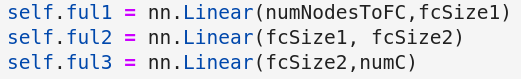 self.ful1 = nn.Linear(numNodesToFC,fcSize1)
self.ful2 = nn.Linear(fcSize1, fcSize2)
self.ful3 = nn.Linear(fcSize2,numC)